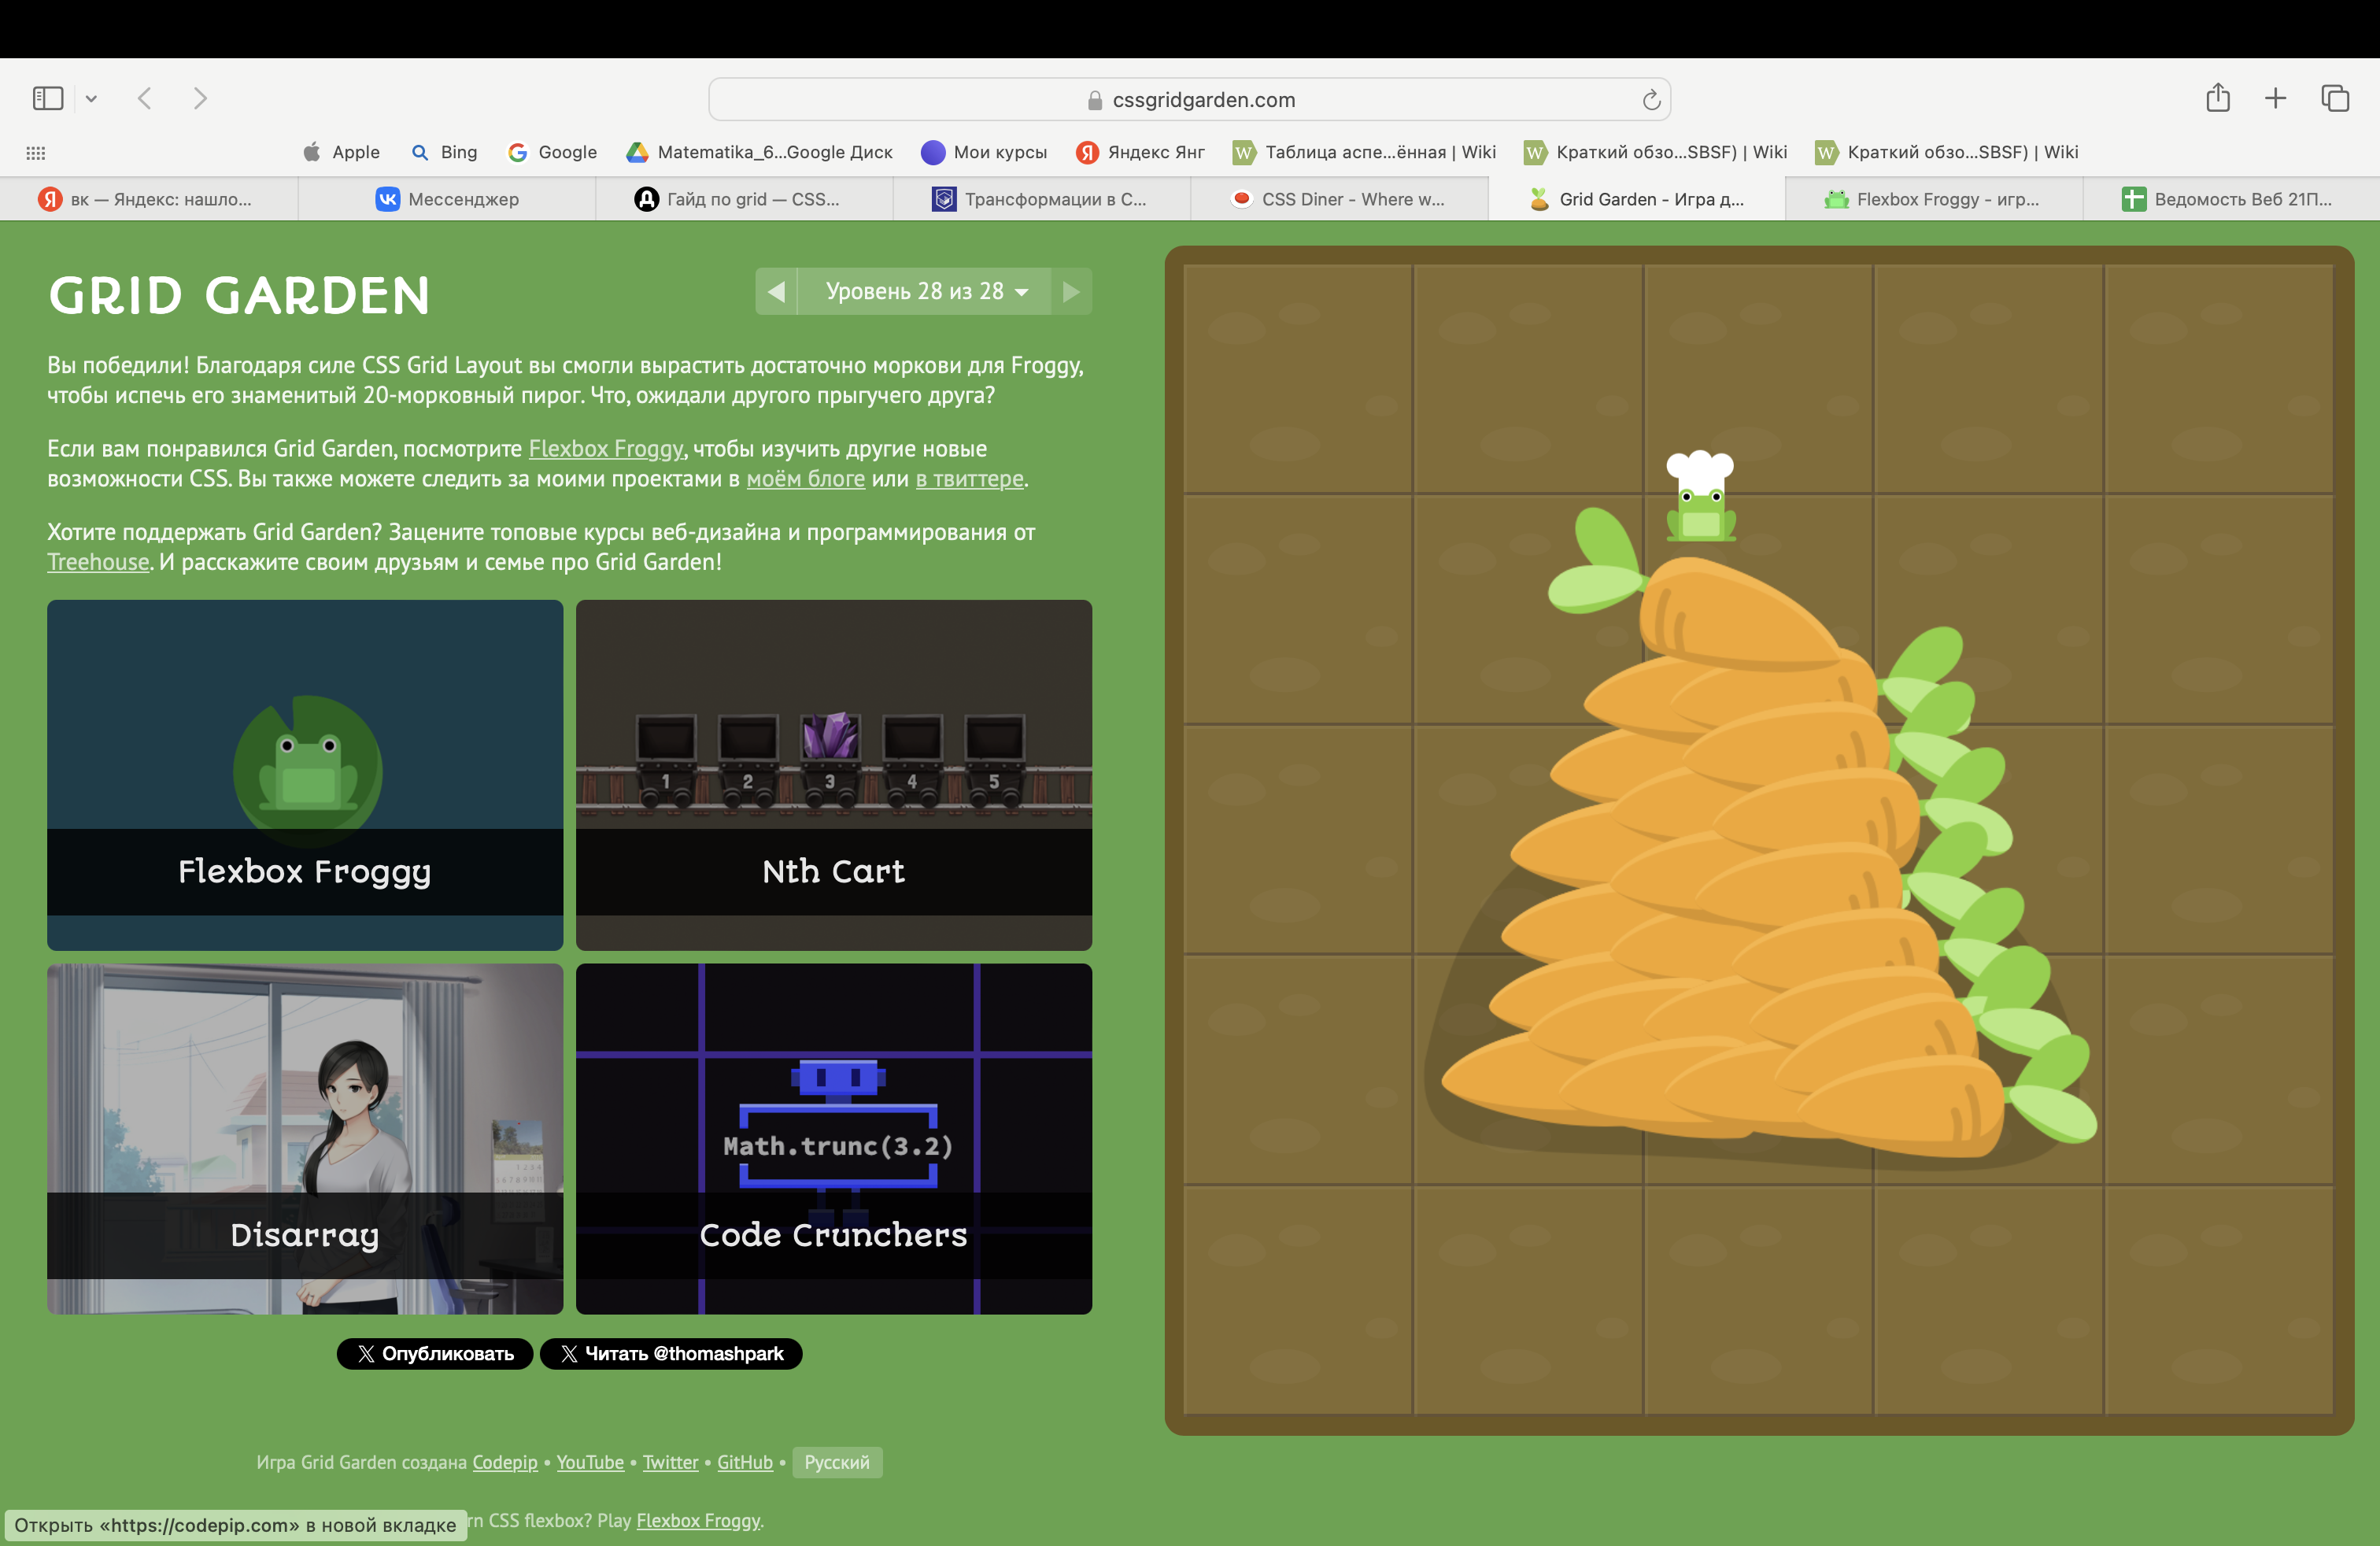 cssgridgarden.com
Apple
Bing
Google
Matematika_6...Google Диск
Мои курсы
Яндекс Янг
Таблица аспе...ённая | Wiki
Краткий обзо...SBSF) | Wiki
Краткий обзо...SBSF) | Wiki
вк — Яндекс: нашло...
Мессенджер
Гайд по grid — CSS...
Трансформации в С...
CSS Diner - Where w...
Grid Garden - Игра д...
Flexbox Froggy - игр...
Ведомость Веб 21П...
GRID GARDEN
Уровень 28 из 28
Вы победили! Благодаря силе CSS Grid Layout вы смогли вырастить достаточно моркови для Froggy,
чтобы испечь его знаменитый 20-морковный пирог. Что, ожидали другого прыгучего друга?
Если вам понравился Grid Garden, посмотрите Flexbox Froggy, чтобы изучить другие новые
возможности CSS. Вы также можете следить за моими проектами в моём блоге или в твиттере.
Хотите поддержать Grid Garden? Зацените топовые курсы веб-дизайна и программирования от
Treehouse. И расскажите своим друзьям и семье про Grid Garden!
1 2 3 4 5
Flexbox Froggy
Nth Cart
Math.trunc(3.2)
Disarray
Code Crunchers
Опубликовать
Читать @thomashpark
Игра Grid Garden создана Codepip • YouTube • Twitter • GitHub • Русский
Открыть «https://codepip.com» в новой вкладке
rn CSS flexbox? Play Flexbox Froggy.